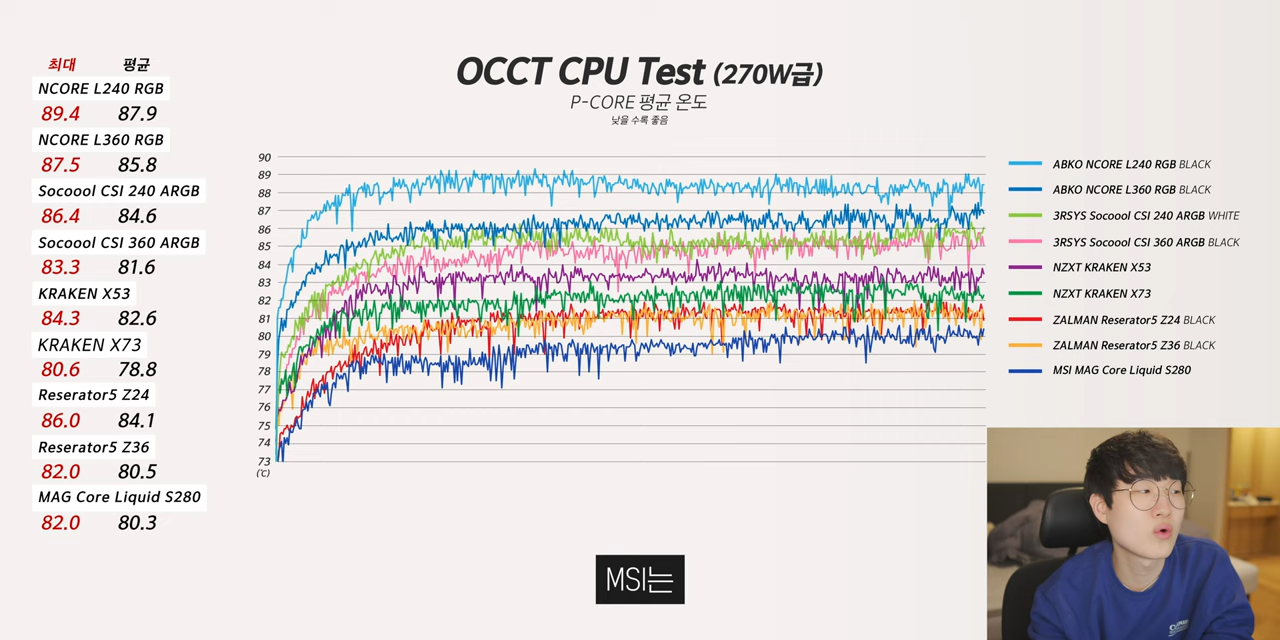 OCCT CPU Test (270W급)
P-CORE 평균 온도
낮을 수록 좋음
최대 평균
NCORE L240 RGB
89.4 87.9
NCORE L360 RGB
87.5 85.8
Socoool CSI 240 ARGB
86.4 84.6
Socoool CSI 360 ARGB
83.3 81.6
KRAKEN X53
84.3 82.6
KRAKEN X73
80.6 78.8
Reserator5 Z24
86.0 84.1
Reserator5 Z36
82.0 80.5
MAG Core Liquid S280
82.0 80.3
90
89
88
87
86
85
84
83
82
81
80
79
78
77
76
75
74
73
(℃)
ABKO NCORE L240 RGB BLACK
ABKO NCORE L360 RGB BLACK
3RSYS Socoool CSI 240 ARGB WHITE
3RSYS Socoool CSI 360 ARGB BLACK
NZXT KRAKEN X53
NZXT KRAKEN X73
ZALMAN Reserator5 Z24 BLACK
ZALMAN Reserator5 Z36 BLACK
MSI MAG Core Liquid S280
MSI는